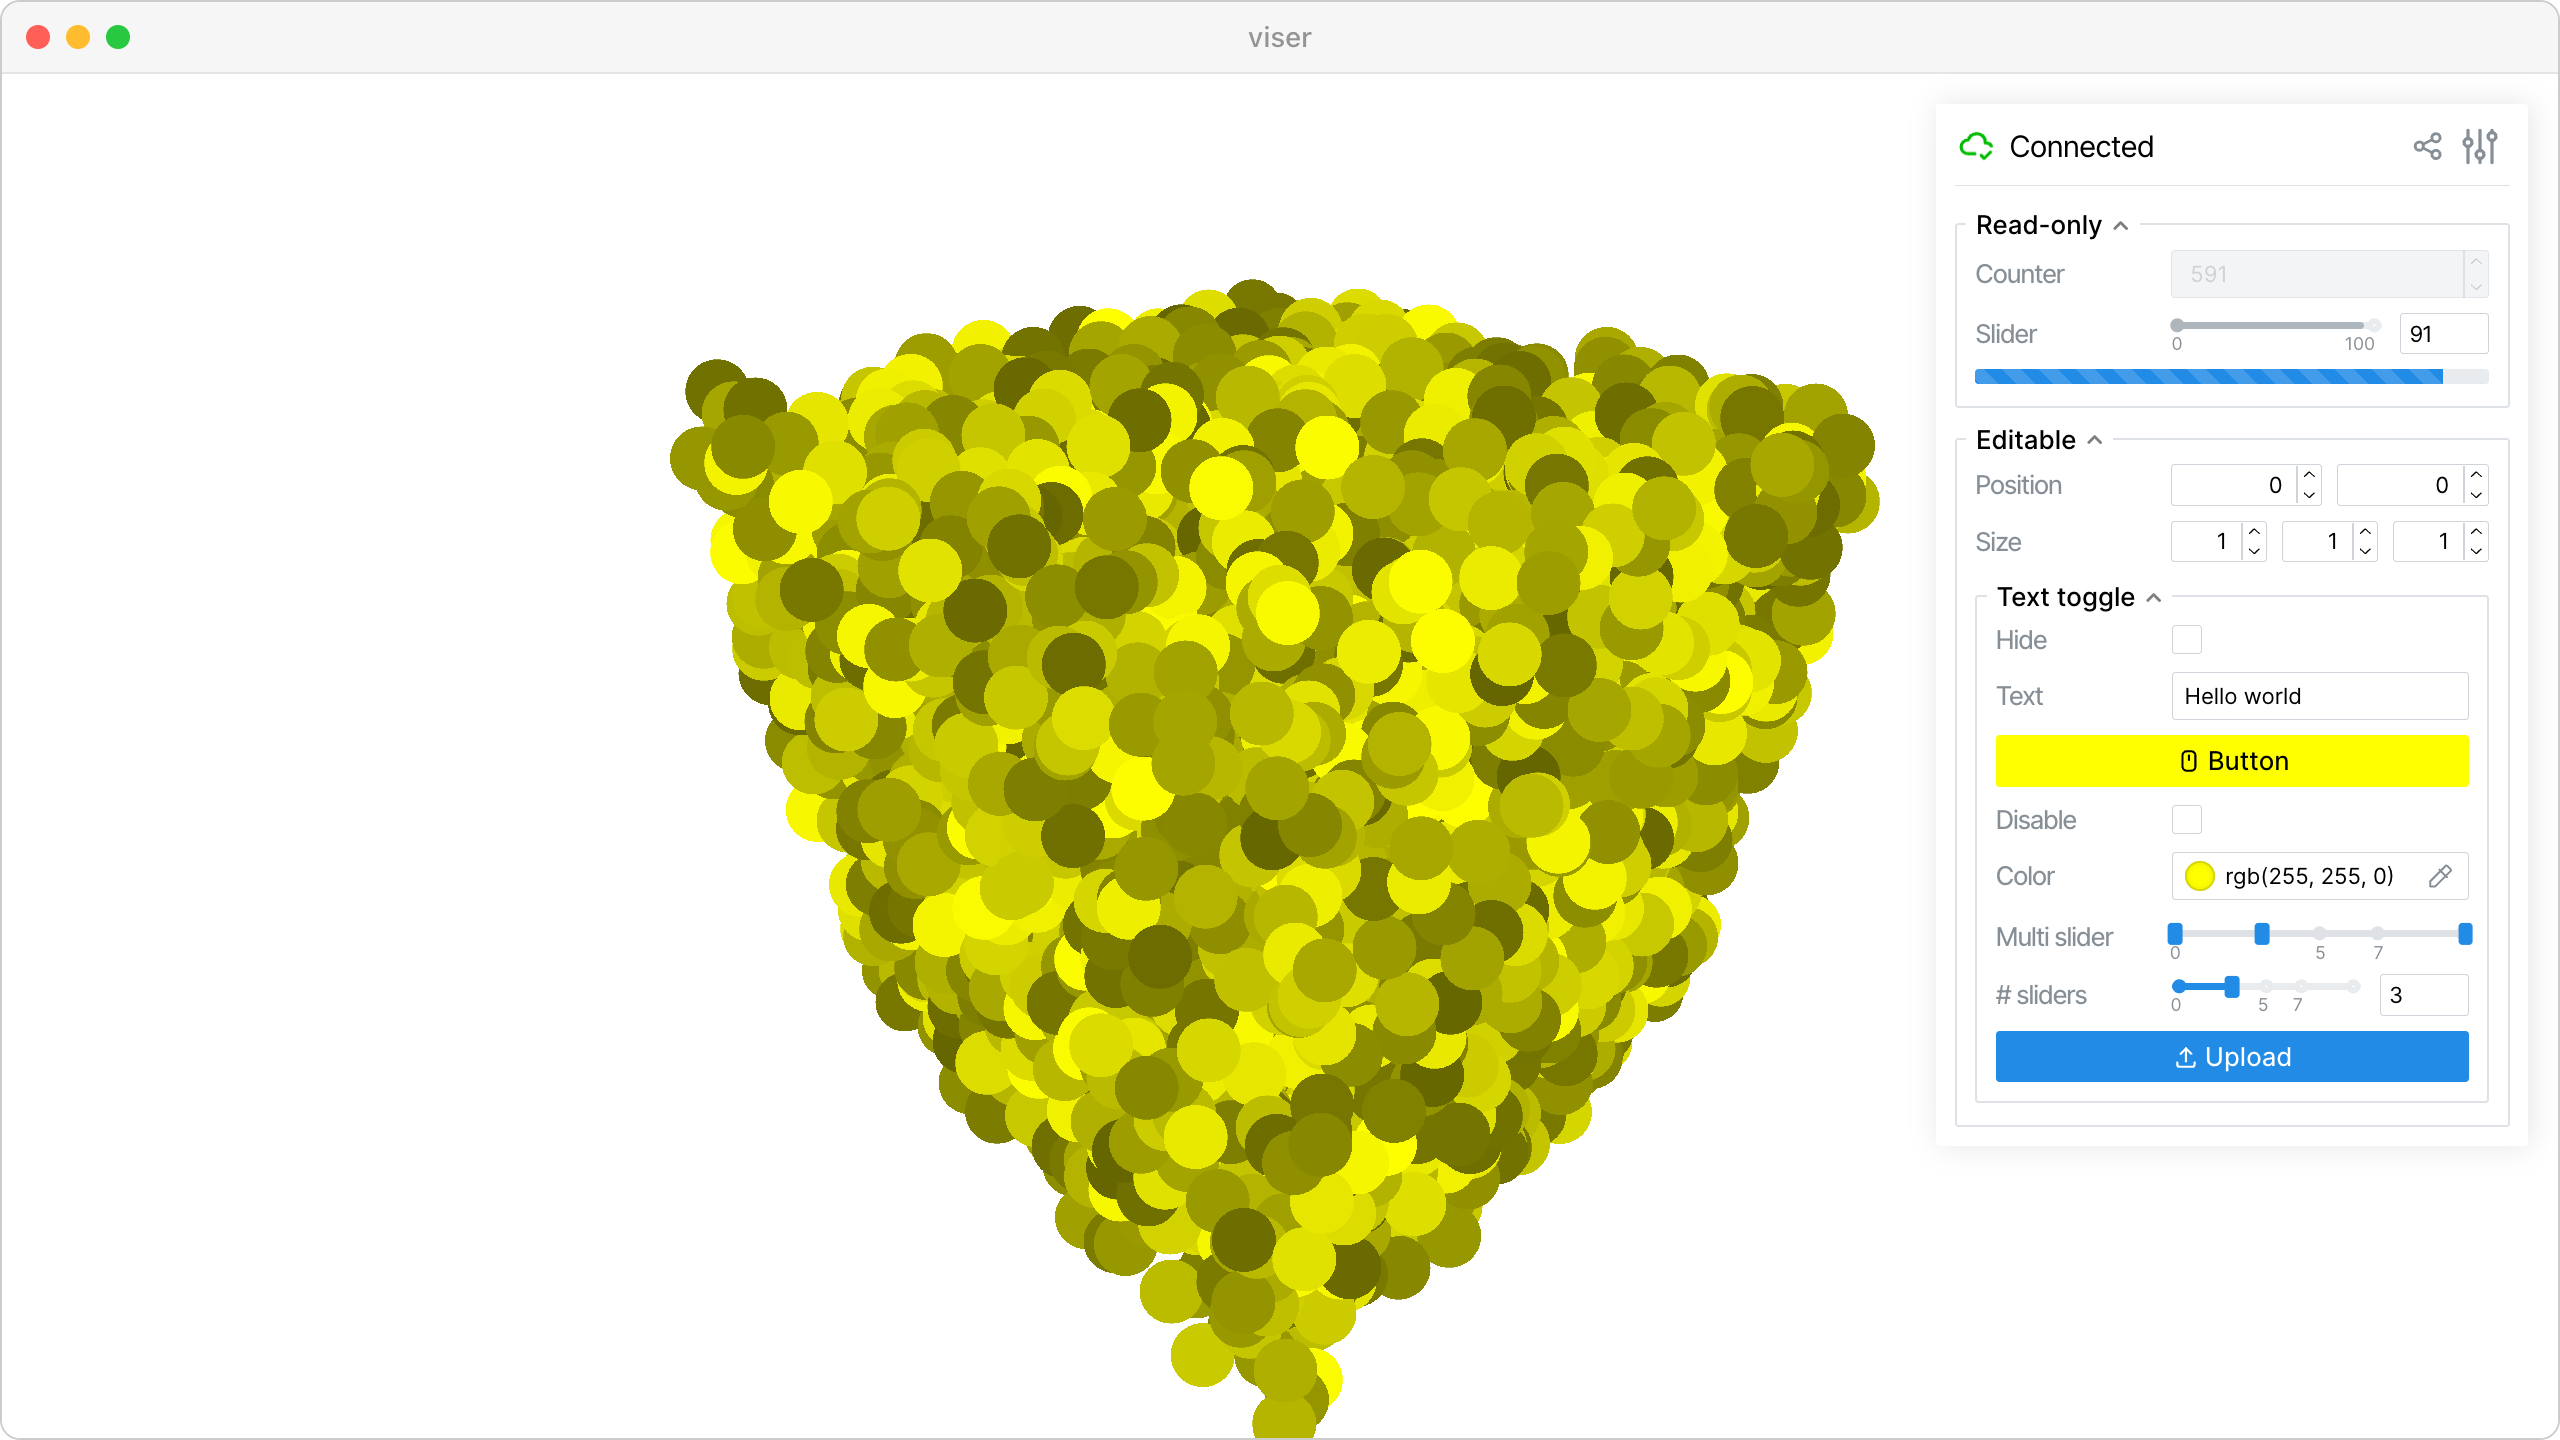 viser
Connected
Read-only
Counter 591
Slider 0 100 91
Editable
Position 0 0
Size 1 1 1
Text toggle
Hide
Text Hello world
Button
Disable
Color rgb(255, 255, 0)
Multi slider 0 5 7
# sliders 0 5 7 3
Upload